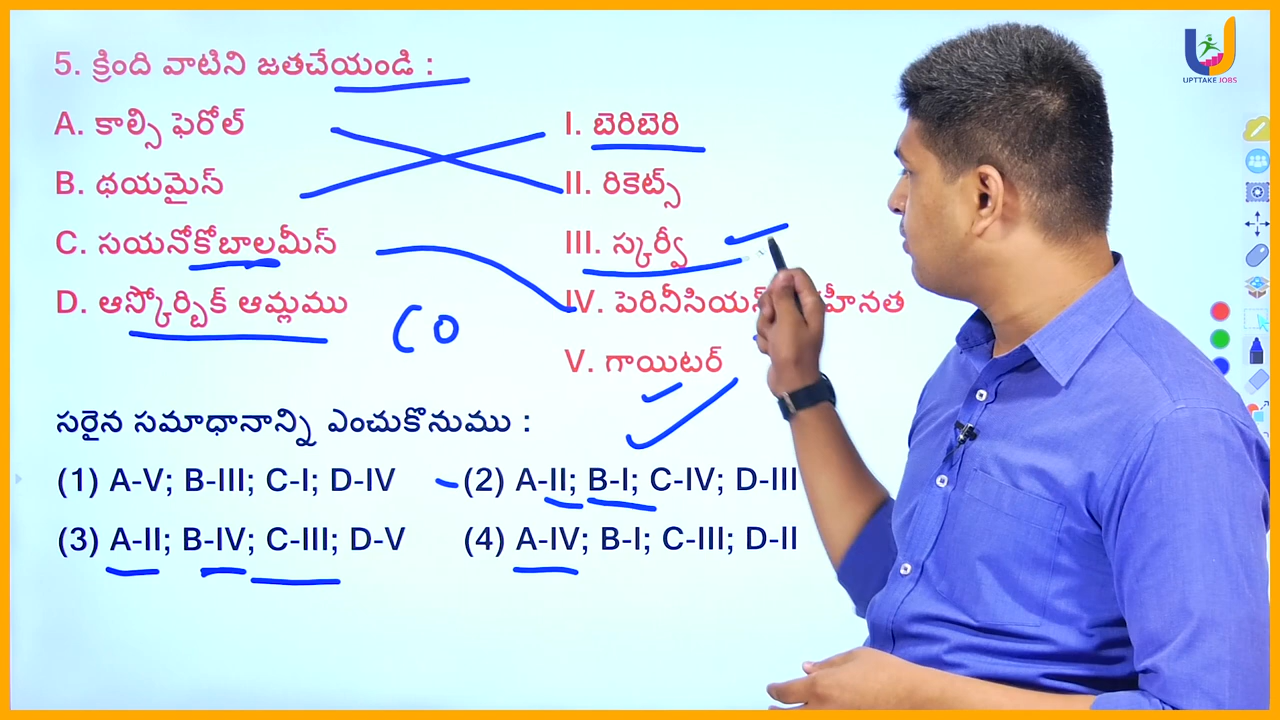 5. క్రింది వాటిని జతచేయండి :
A. కాల్సి ఫెరోల్
I. బెరిబెరి
B. థయమైన్
II. రికెట్స్
C. సయనోకోబాలమీన్
III. స్కర్వీ
D. ఆస్కోర్బిక్ ఆమ్లము
IV. పెరినీసియస్
CO
V. గాయిటర్
సరైన సమాధానాన్ని ఎంచుకొనుము :
(1) A-V; B-III; C-I; D-IV
(2) A-II; B-I; C-IV; D-III
(3) A-II; B-IV; C-III; D-V
(4) A-IV; B-I; C-III; D-II
UPTTAKE JOBS